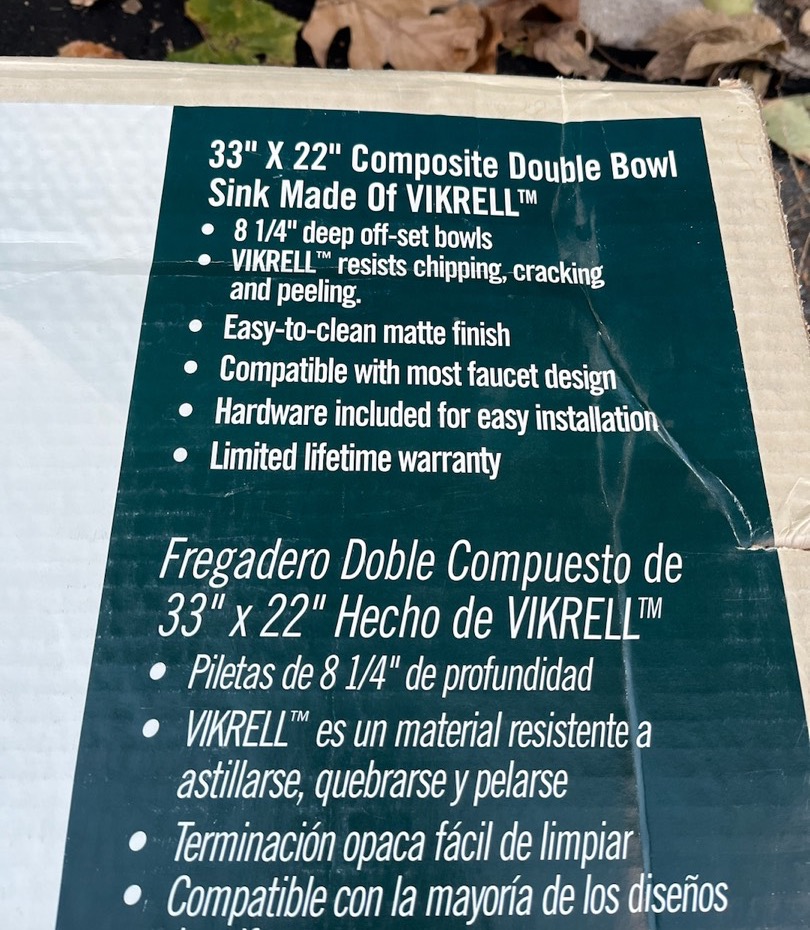 33" X 22" Composite Double Bowl
Sink Made Of VIKRELL™
• 8 1/4" deep off-set bowls
• VIKRELL™ resists chipping, cracking
and peeling.
• Easy-to-clean matte finish
• Compatible with most faucet design
• Hardware included for easy installation
• Limited lifetime warranty
Fregadero Doble Compuesto de
33" x 22" Hecho de VIKRELL™
• Piletas de 8 1/4" de profundidad
• VIKRELL™ es un material resistente a
astillarse, quebrarse y pelarse
• Terminación opaca fácil de limpiar
• Compatible con la mayoría de los diseños